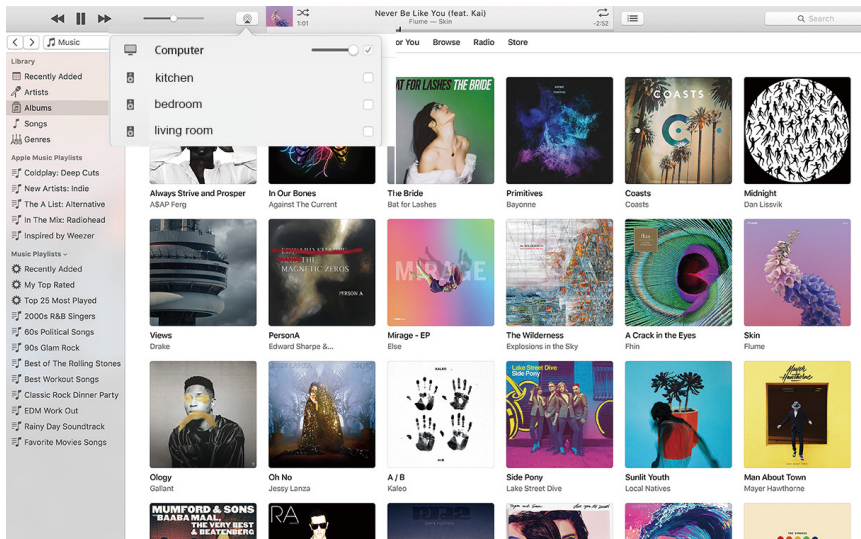 Never Be Like You (feat. Kai)
Flume — Skin
1:01
-2:52
Search
Music
or You Browse Radio Store
Computer
kitchen
bedroom
living room
Library
Recently Added
Artists
Albums
Songs
Genres
Apple Music Playlists
Coldplay: Deep Cuts
New Artists: Indie
The A List: Alternative
In The Mix: Radiohead
Inspired by Weezer
Music Playlists
Recently Added
My Top Rated
Top 25 Most Played
2000s R&B Singers
60s Political Songs
90s Glam Rock
Best of The Rolling Stones
Best Workout Songs
Classic Rock Dinner Party
EDM Work Out
Rainy Day Soundtrack
Favorite Movies Songs
AT FOR LASHES THE BRIDE
COASTS
Always Strive and Prosper
A$AP Ferg
In Our Bones
Against The Current
The Bride
Bat for Lashes
Primitives
Bayonne
Coasts
Coasts
Midnight
Dan Lissvik
EDWARD SHARPE
AND THE
MAGNETIC ZEROS
PERSON A
MIRAGE
fhin
Views
Drake
PersonA
Edward Sharpe &...
Mirage - EP
Else
The Wilderness
Explosions in the Sky
A Crack in the Eyes
Fhin
Skin
Flume
KALEO
A/B
Lake Street Dive
Side Pony
Mayer
Hawthorne
Ology
Gallant
Oh No
Jessy Lanza
A / B
Kaleo
Side Pony
Lake Street Dive
Sunlit Youth
Local Natives
Man About Town
Mayer Hawthorne
MUMFORD & SONS
BAABA MAAL,
THE VERY BEST
& BEATENBERG
RA